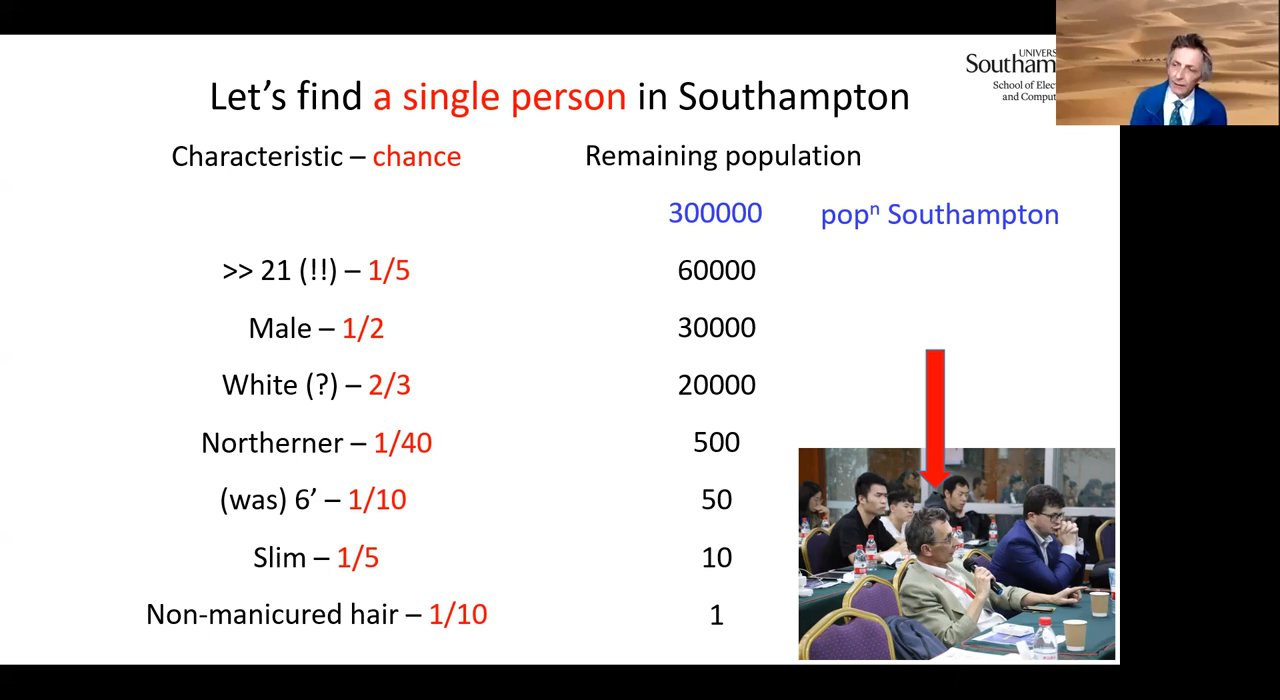 UNIVERS
Southam
School of Elect
and Comput
Let's find a single person in Southampton
Characteristic – chance
Remaining population
300000
popⁿ Southampton
>> 21 (!!) – 1/5
60000
Male – 1/2
30000
White (?) – 2/3
20000
Northerner – 1/40
500
(was) 6' – 1/10
50
Slim – 1/5
10
Non-manicured hair – 1/10
1